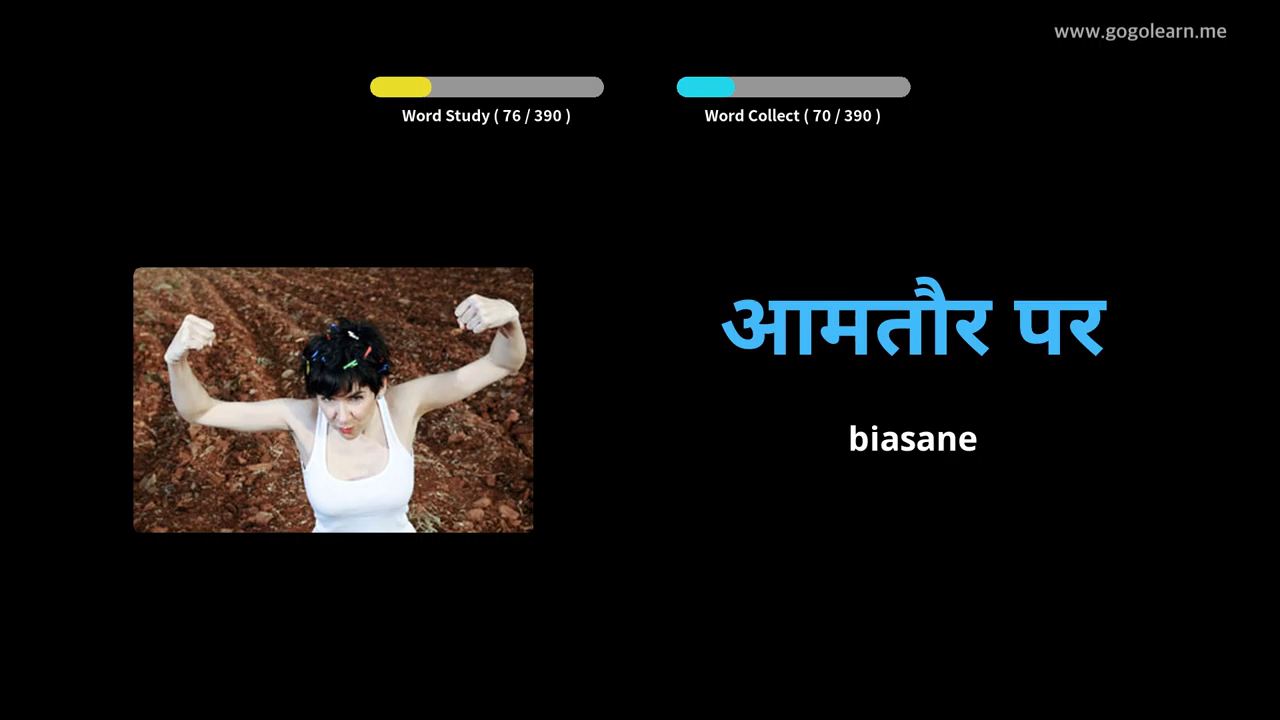 www.gogolearn.me
Word Study ( 76 / 390 )
Word Collect ( 70 / 390 )
आमतौर पर
biasane